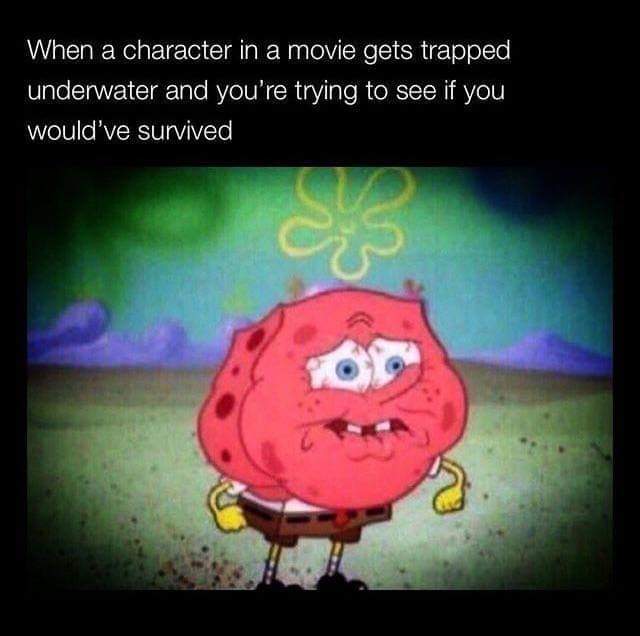 When a character in a movie gets trapped
underwater and you're trying to see if you
would've survived